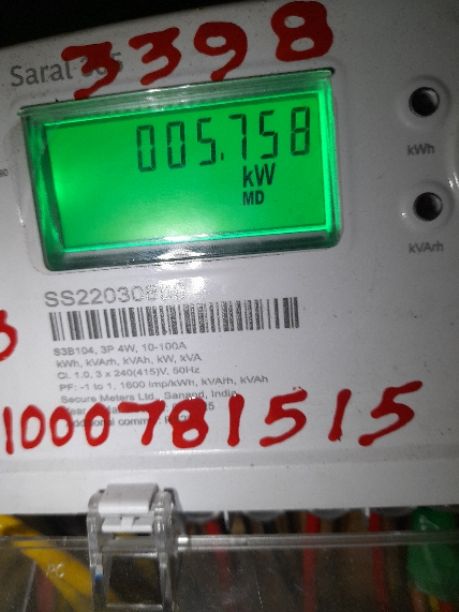 Saral
3398
005.758
kW
MD
kWh
kVArh
S3B104, 3P 4W, 10-100A
kWh, kVArh, kVAh, kW, kVA
Cl. 1.0, 3 x 240(415)V, 50Hz
PF: -1 to 1, 1600 Imp/kWh, kVArh, kVAh
Secure Meters Ltd., Sanand, India
1000781515